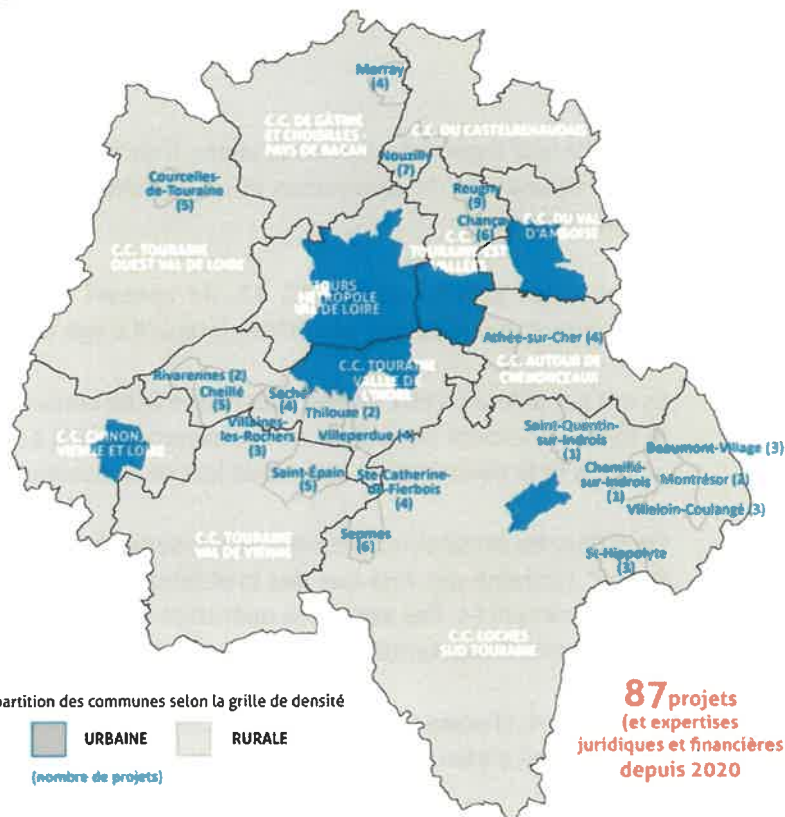 Marray
(4)
C.C. DE GÂTINE
ET CHOISILLES -
PAYS DE RACAN
C.C. DU CASTELRENAUDAIS
Nouzilly
(7)
Courcelles-
de-Touraine
(5)
Reugny
(9)
Chançay
(6)
C.C. DU VAL
D'AMBOISE
C.C.
TOURAINE-EST
VALLÉES
C.C. TOURAINE
OUEST VAL DE LOIRE
TOURS
MÉTROPOLE
VAL DE LOIRE
Athée-sur-Cher (4)
C.C. AUTOUR DE
CHENONCEAUX
C.C. TOURAINE
VALLÉE DE
L'INDRE
Rivarennes (2)
Cheillé
(5)
Saché
(4)
Thilouze (2)
Villaines-
les-Rochers
(3)
Villeperdue (4)
C.C. CHINON,
VIENNE ET LOIRE
Saint-Quentin-
sur-Indrois
(1)
Beaumont-Village (3)
Chemillé-
sur-Indrois
(1)
Montrésor (2)
Villeloin-Coulangé (3)
Saint-Épain
(5)
Ste-Catherine-
de-Fierbois
(4)
C.C. TOURAINE
VAL DE VIENNE
Sepmes
(6)
St-Hippolyte
(3)
C.C. LOCHES
SUD TOURAINE
partition des communes selon la grille de densité
URBAINE
RURALE
(nombre de projets)
87 projets
(et expertises
juridiques et financières
depuis 2020